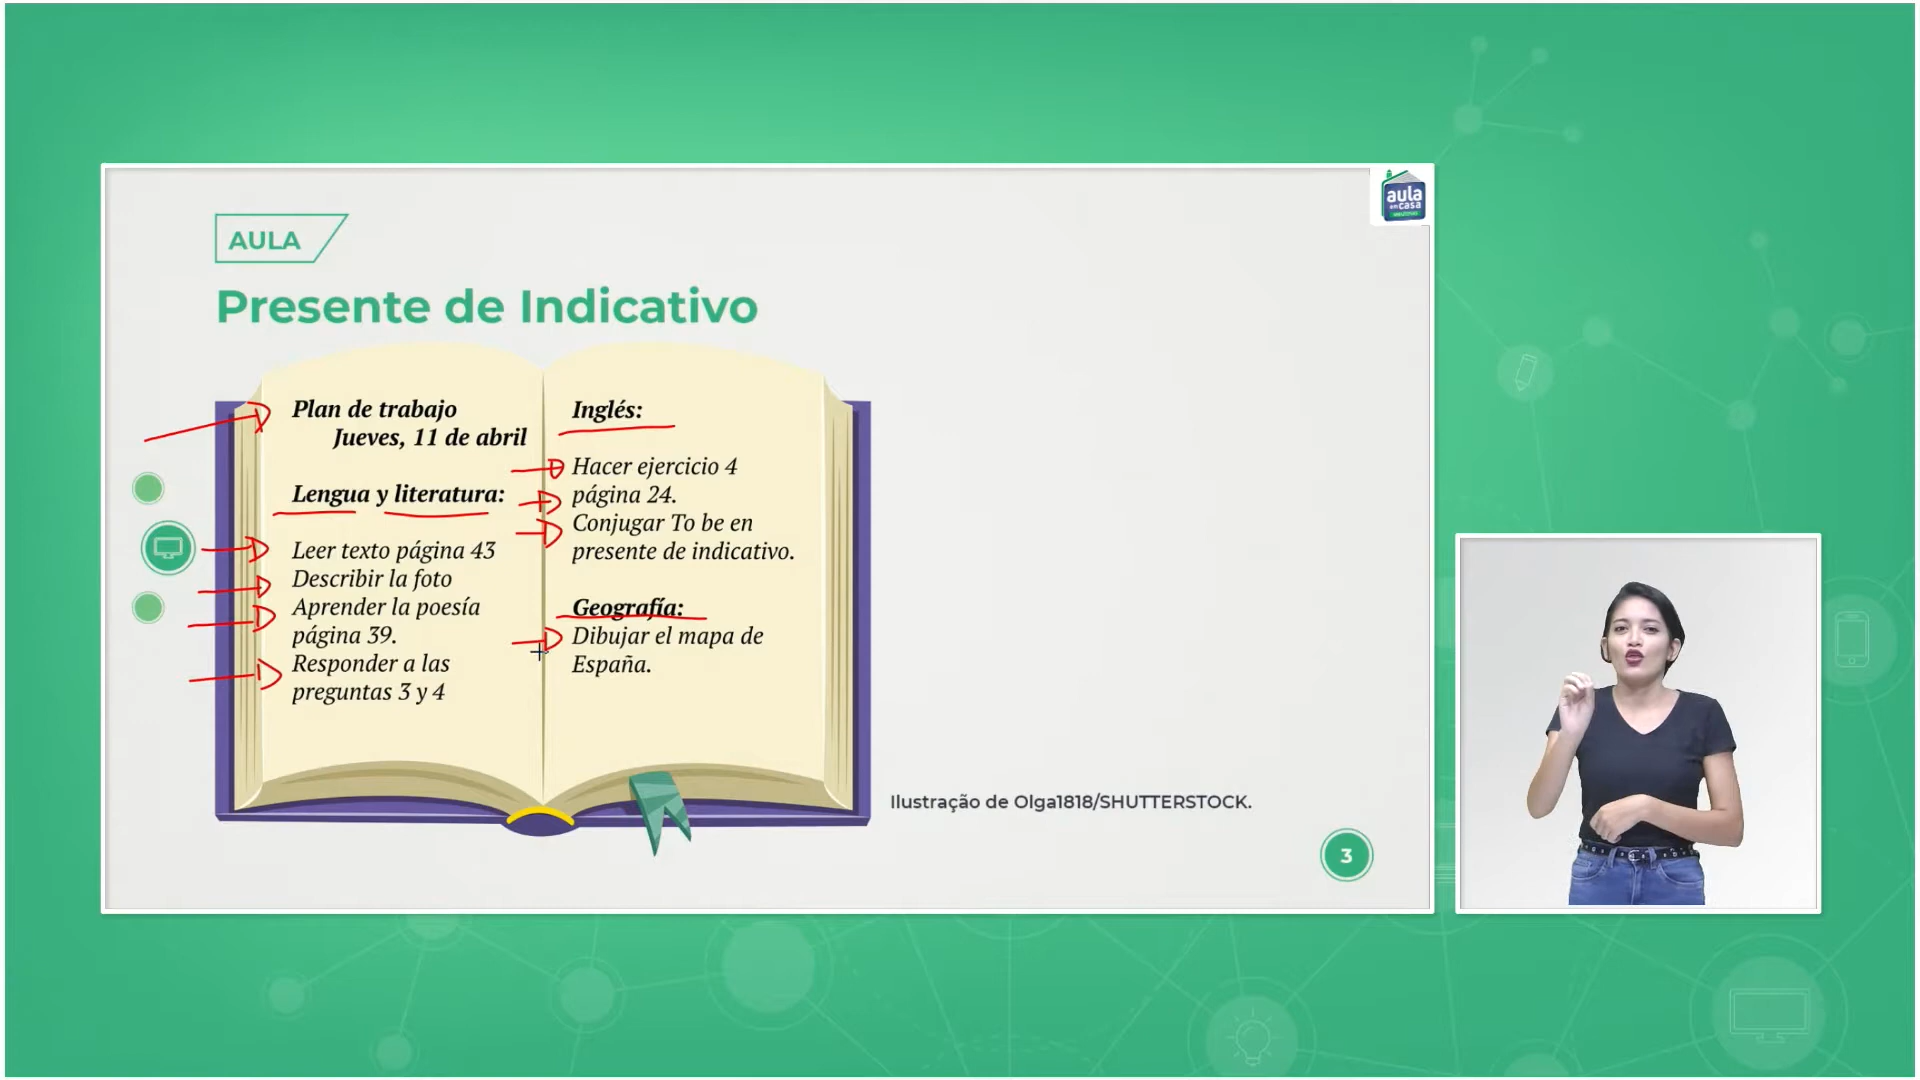 aula
em casa
AULA
Presente de Indicativo
Plan de trabajo
Jueves, 11 de abril
Lengua y literatura:
Leer texto página 43
Describir la foto
Aprender la poesía
página 39.
Responder a las
preguntas 3 y 4
Inglés:
Hacer ejercicio 4
página 24.
Conjugar To be en
presente de indicativo.
Geografía:
Dibujar el mapa de
España.
Ilustração de Olga1818/SHUTTERSTOCK.
3